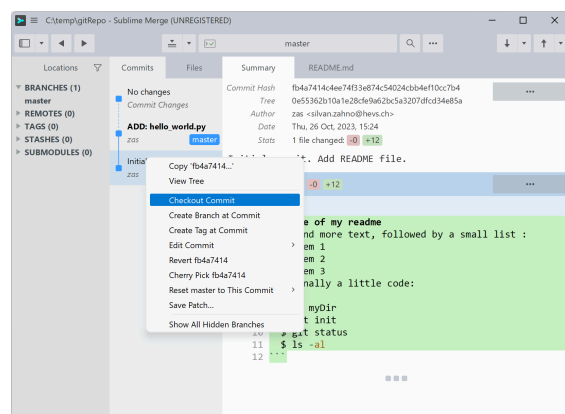 C:\temp\gitRepo - Sublime Merge (UNREGISTERED)
master
Locations
Commits
Files
Summary
README.md
BRANCHES (1)
master
REMOTES (0)
TAGS (0)
STASHES (0)
SUBMODULES (0)
No changes
Commit Changes
ADD: hello_world.py
zas
master
Initial
zas
Commit Hash fb4a7414c4ee74f33e874c54024cbb4ef10cc7b4
Tree 0e55362b10a1e28cfe9a62bc5a3207dfcd34e85a
Author zas <silvan.zahno@hevs.ch>
Date Thu, 26 Oct, 2023, 15:24
Stats 1 file changed: -0 +12
t. Add README file.
-0 +12
Copy 'fb4a7414...'
View Tree
Checkout Commit
Create Branch at Commit
Create Tag at Commit
Edit Commit
Revert fb4a7414
Cherry Pick fb4a7414
Reset master to This Commit
Save Patch...
Show All Hidden Branches
e of my readme
nd more text, followed by a small list :
em 1
em 2
em 3
nally a little code:
myDir
t init
10 $ git status
11 $ ls -al
12 ```